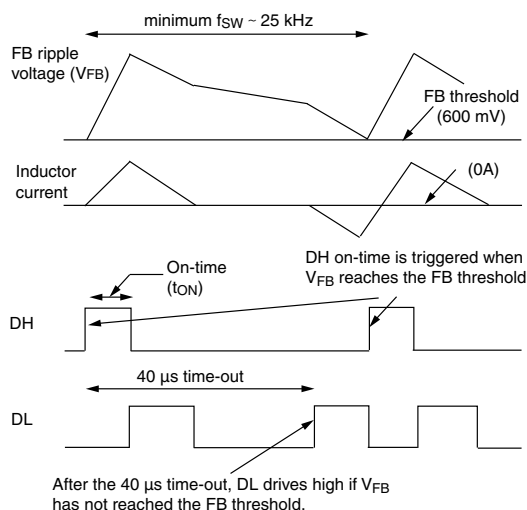 minimum fSW ~ 25 kHz
FB ripple
voltage (VFB)
FB threshold
(600 mV)
Inductor
current
(0A)
DH on-time is triggered when
VFB reaches the FB threshold
On-time
(tON)
DH
40 µs time-out
DL
After the 40 µs time-out, DL drives high if VFB
has not reached the FB threshold.